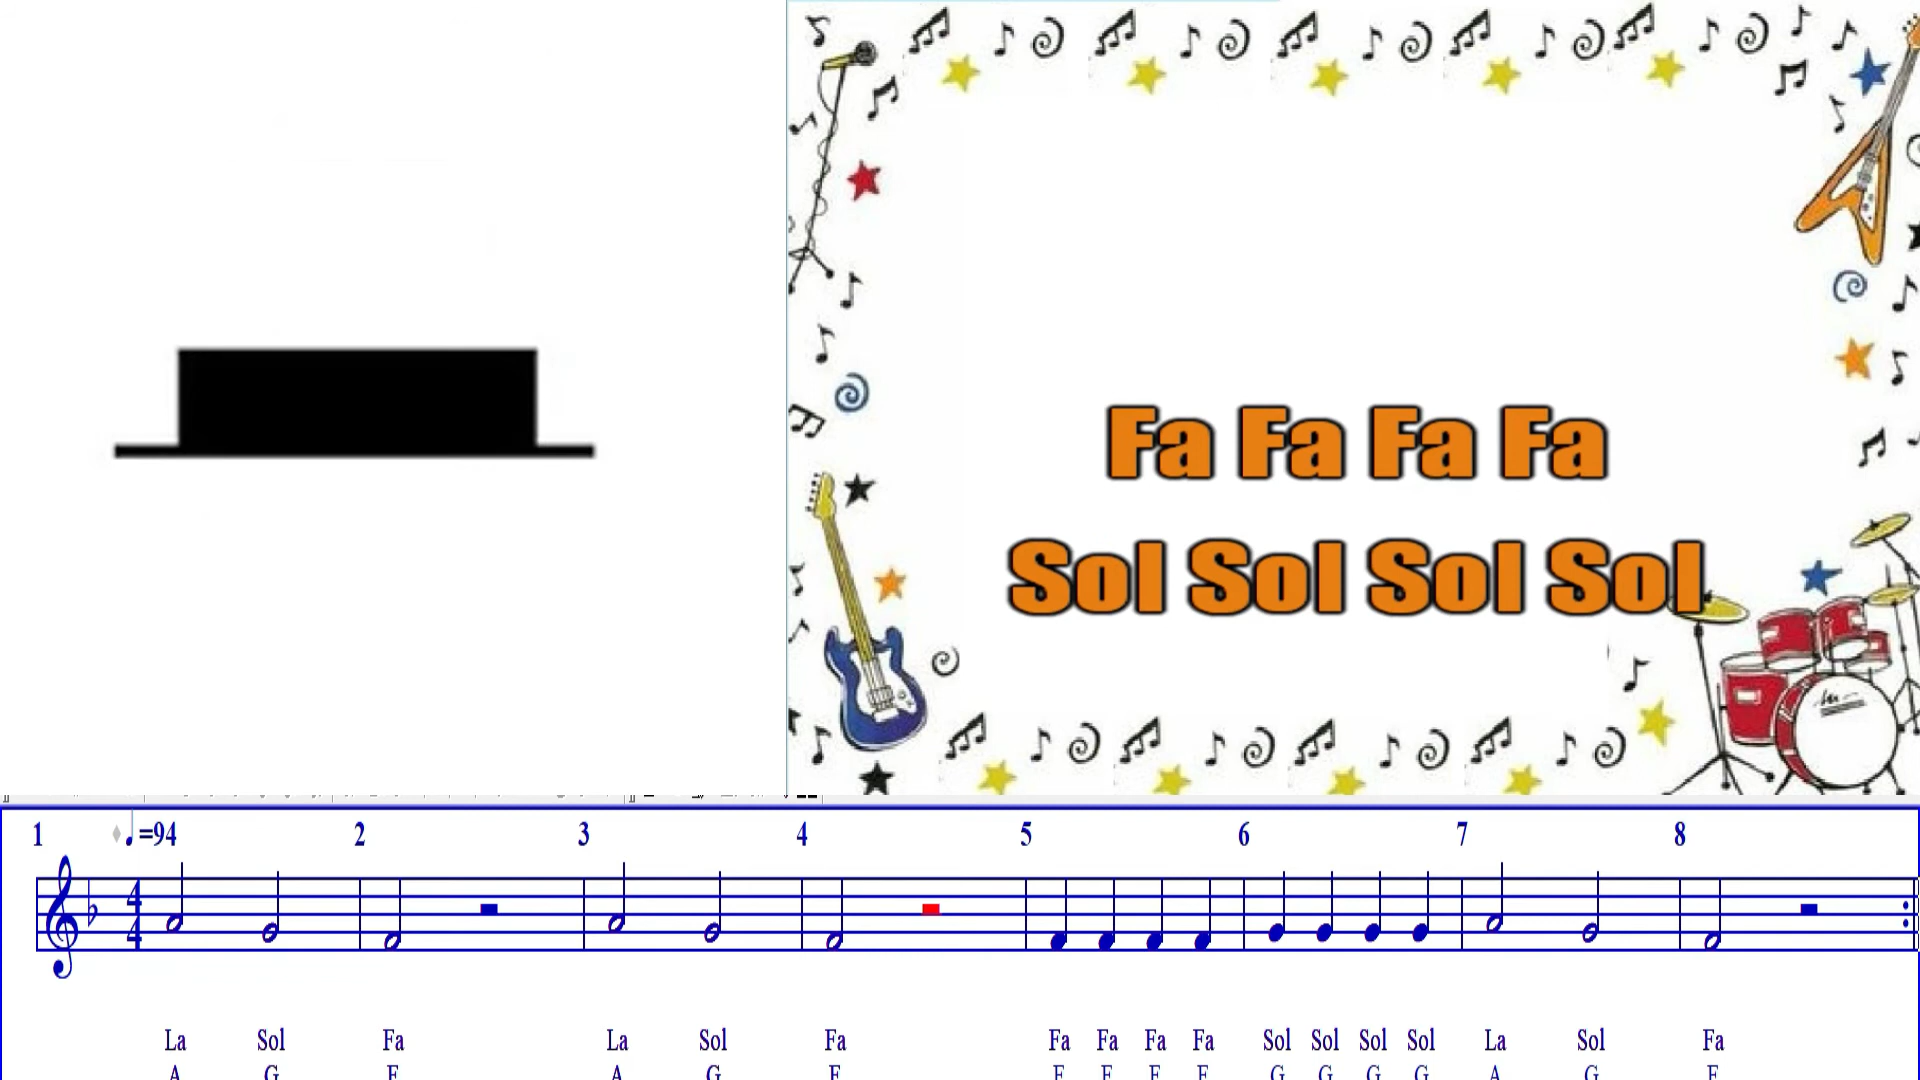 Fa Fa Fa Fa
Sol Sol Sol Sol
1 =94 2 3 4 5 6 7 8
4
4
La Sol Fa La Sol Fa Fa Fa Fa Fa Sol Sol Sol Sol La Sol Fa
A G F A G F F F F F G G G G A G F